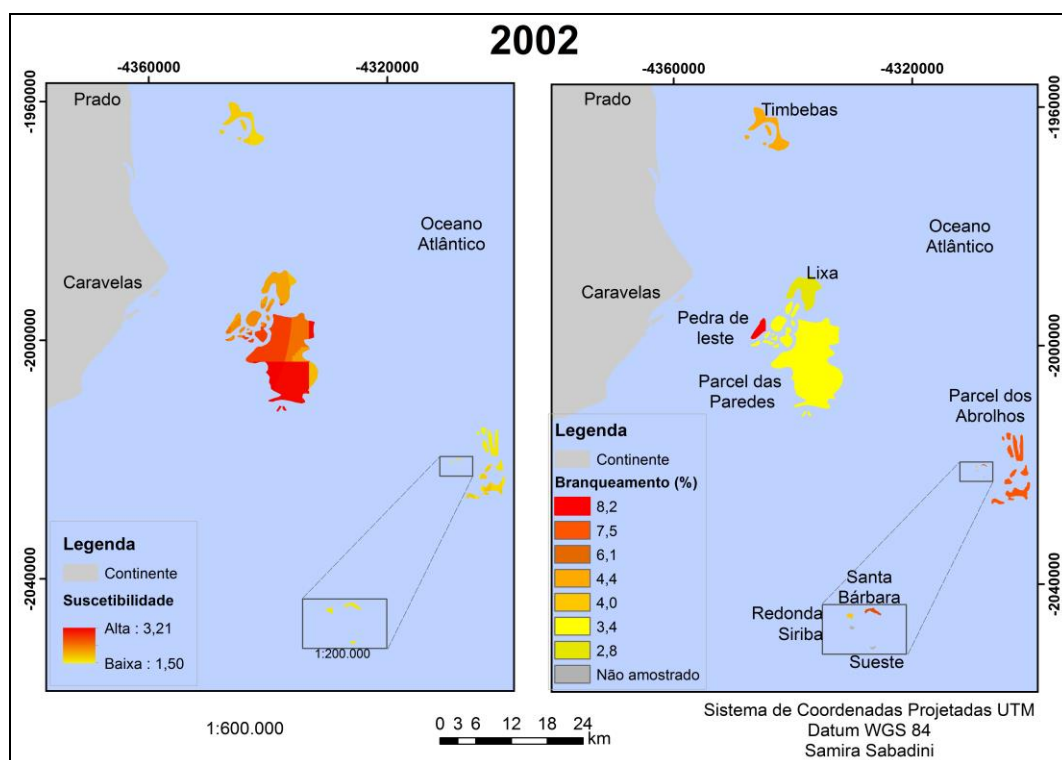 2002
-4360000
-4320000
-1960000
-2000000
-2040000
Prado
Oceano
Atlântico
Caravelas
Legenda
Continente
Suscetibilidade
Alta : 3,21
Baixa : 1,50
1:200.000
-4360000
-4320000
-1960000
-2000000
-2040000
Prado
Timbebas
Oceano
Atlântico
Lixa
Caravelas
Pedra de
leste
Parcel das
Paredes
Parcel dos
Abrolhos
Legenda
Continente
Branqueamento (%)
8,2
7,5
6,1
4,4
4,0
3,4
2,8
Não amostrado
Santa
Bárbara
Redonda
Siriba
Sueste
1:600.000
0 3 6 12 18 24
km
Sistema de Coordenadas Projetadas UTM
Datum WGS 84
Samira Sabadini